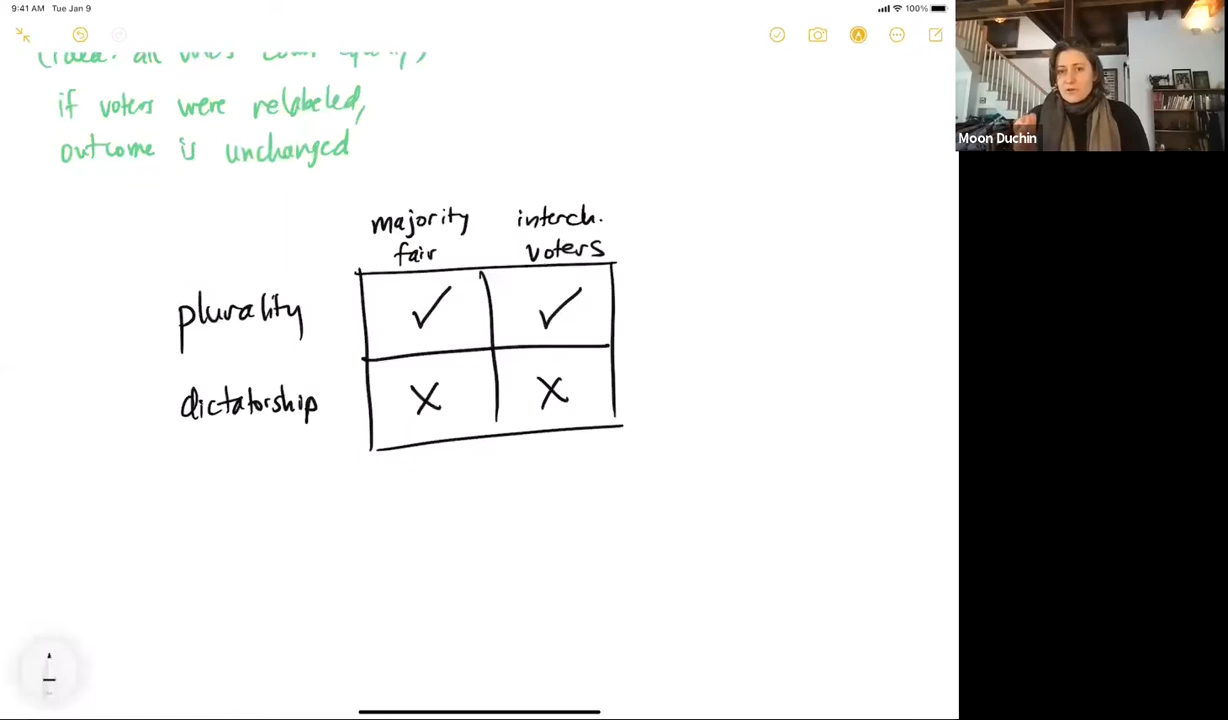 9:41 AM Tue Jan 9
100%
Moon Duchin
if voters were relabeled,
outcome is unchanged
majority
fair
interch.
voters
plurality
✓ ✓
dictatorship
X X